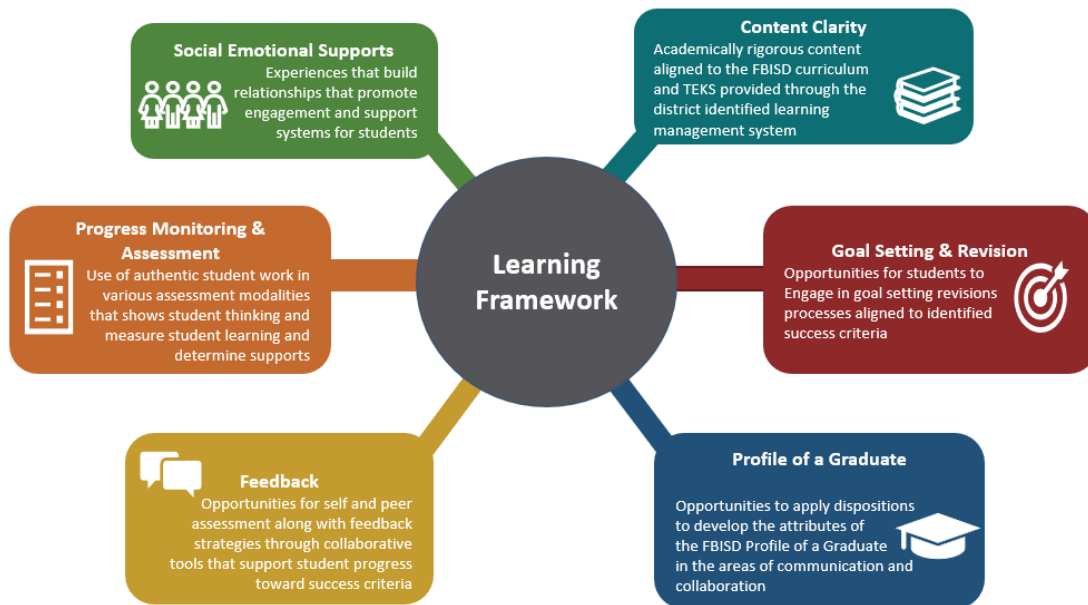 Social Emotional Supports
Experiences that build
relationships that promote
engagement and support
systems for students
Content Clarity
Academically rigorous content
aligned to the FBISD curriculum
and TEKS provided through the
district identified learning
management system
Progress Monitoring &
Assessment
Use of authentic student work in
various assessment modalities
that shows student thinking and
measure student learning and
determine supports
Learning
Framework
Goal Setting & Revision
Opportunities for students to
Engage in goal setting revisions
processes aligned to identified
success criteria
Feedback
Opportunities for self and peer
assessment along with feedback
strategies through collaborative
tools that support student progress
toward success criteria
Profile of a Graduate
Opportunities to apply dispositions
to develop the attributes of
the FBISD Profile of a Graduate
in the areas of communication and
collaboration